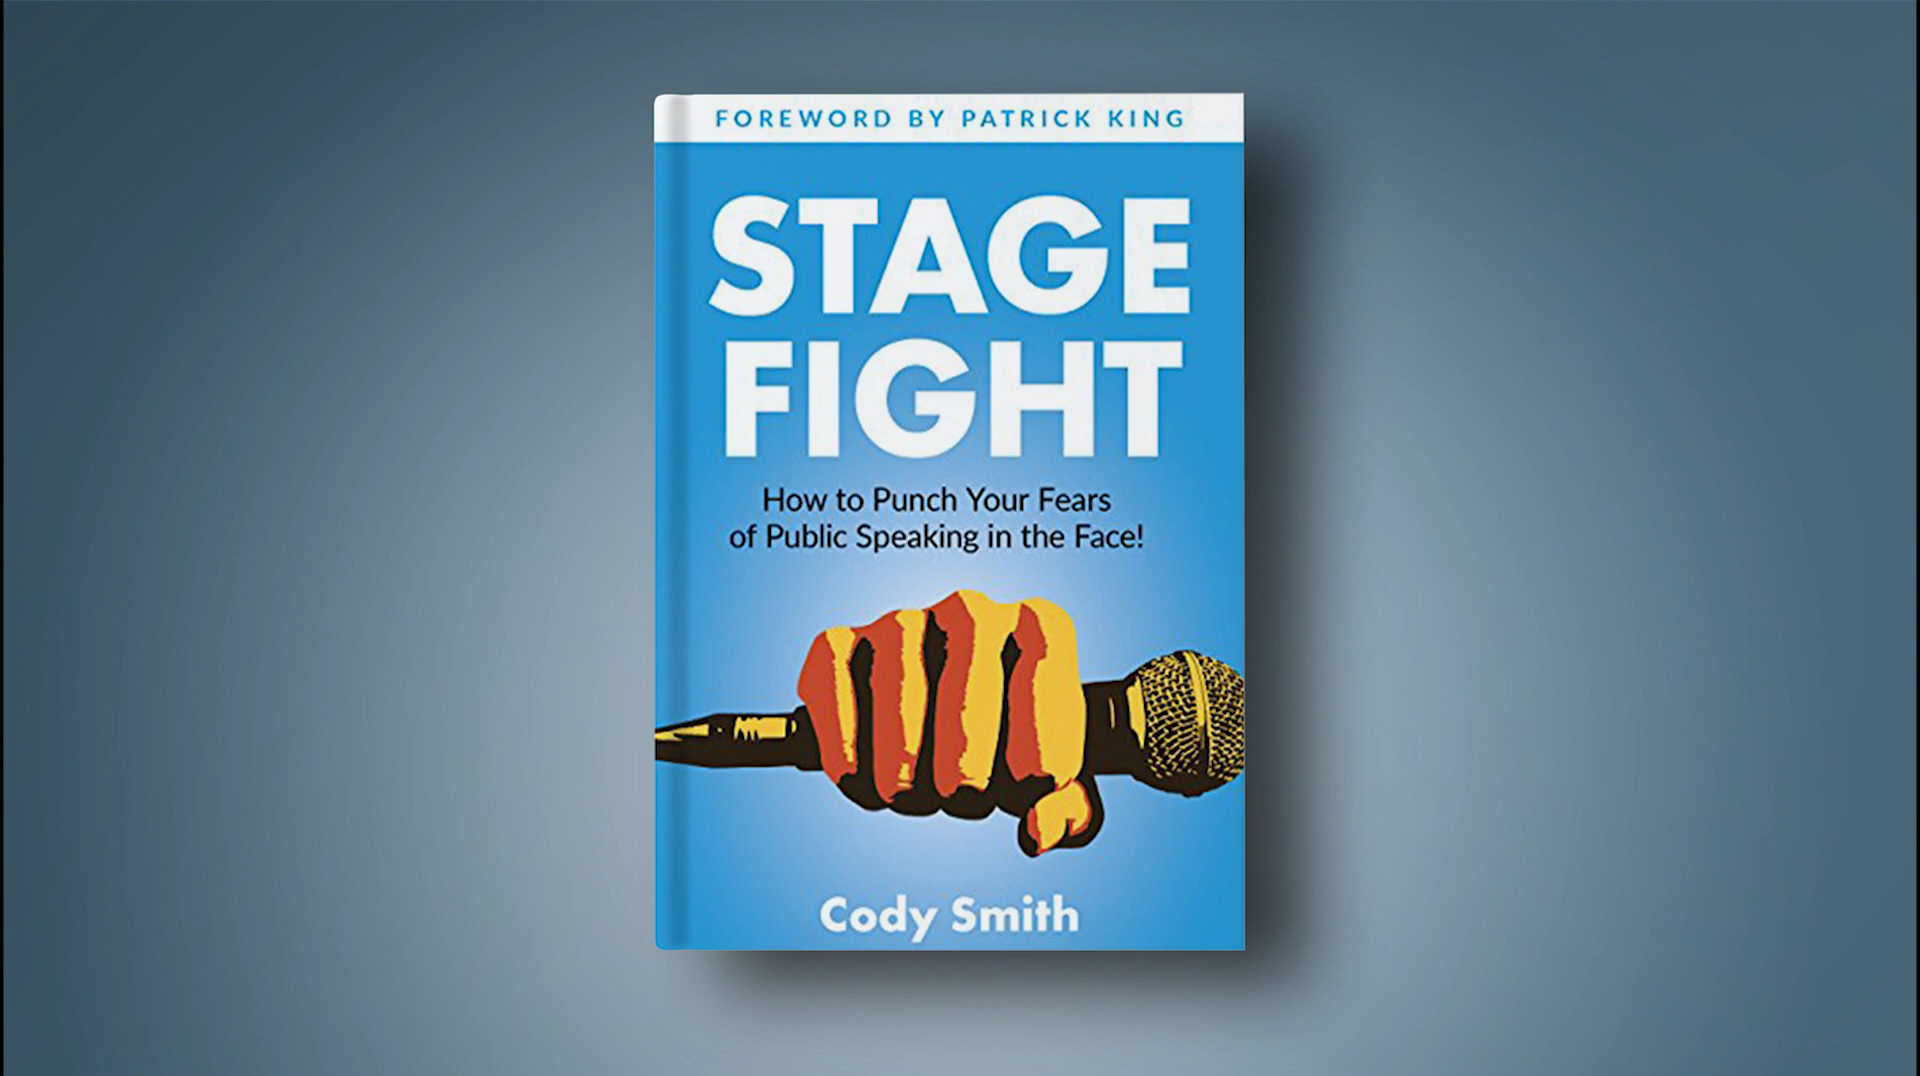 FOREWORD BY PATRICK KING
STAGE
FIGHT
How to Punch Your Fears
of Public Speaking in the Face!
Cody Smith